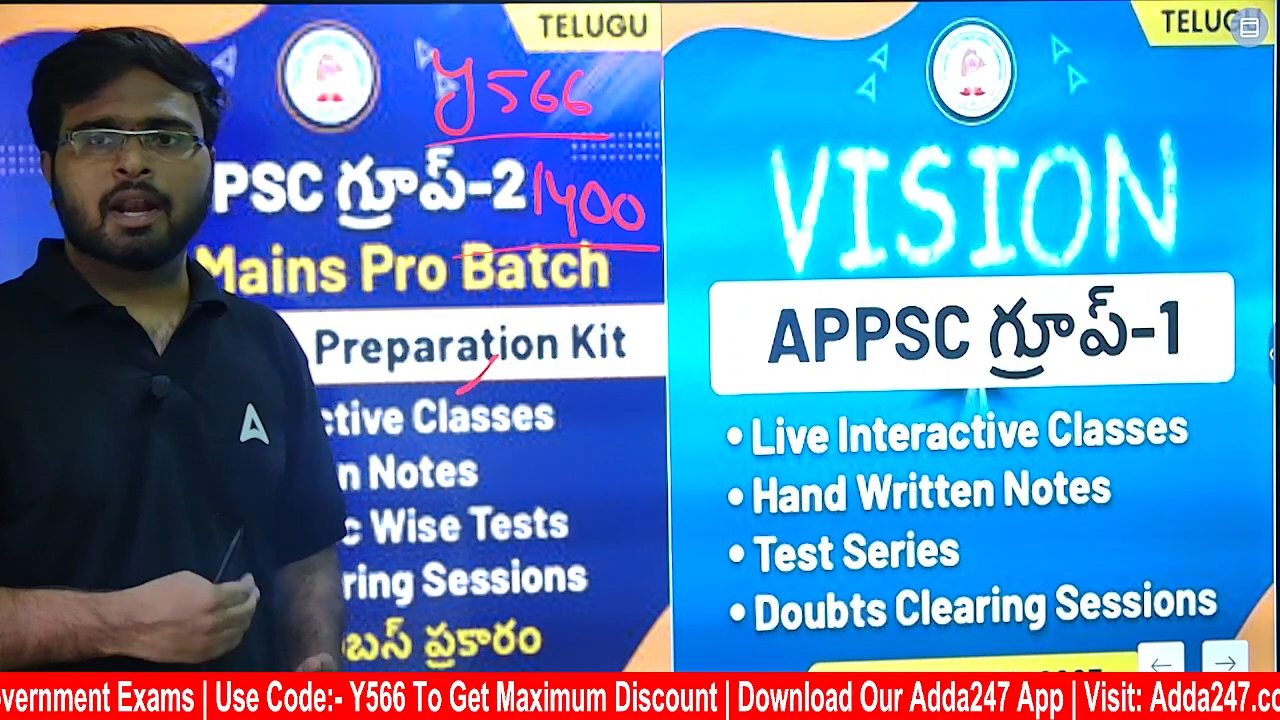 TELUGU
Y566
PSC గ్రూప్-2
1400
Mains Pro Batch
Preparation Kit
ctive Classes
n Notes
c Wise Tests
ring Sessions
బస్ ప్రకారం
VISION
APPSC గ్రూప్-1
• Live Interactive Classes
• Hand Written Notes
• Test Series
• Doubts Clearing Sessions
overnment Exams | Use Code:- Y566 To Get Maximum Discount | Download Our Adda247 App | Visit: Adda247.co